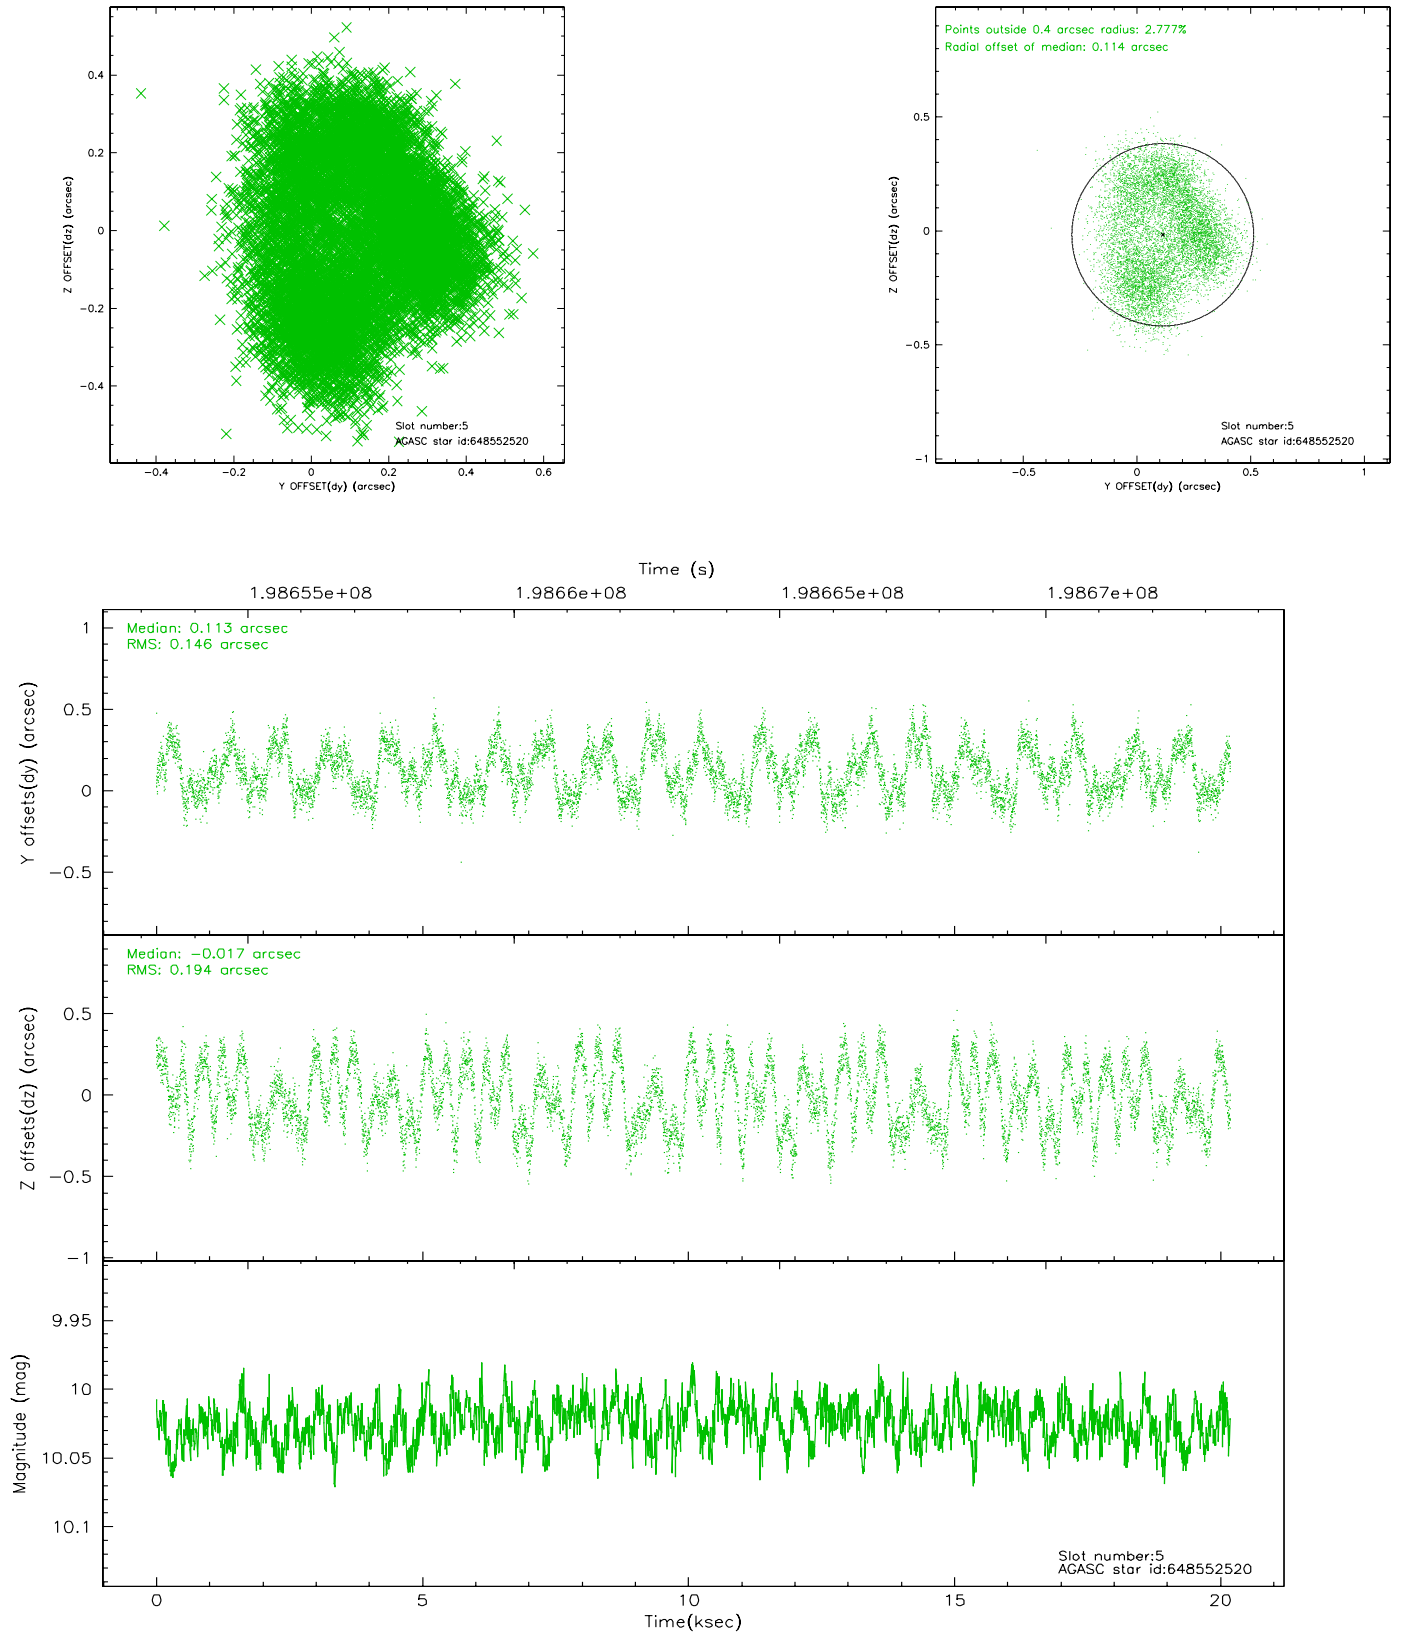 0.4
0.2
0
−0.2
−0.4
Z OFFSET(dz) (arcsec)
Slot number:5
AGASC star id:648552520
−0.4 −0.2 0 0.2 0.4 0.6
Y OFFSET(dy) (arcsec)
Points outside 0.4 arcsec radius: 2.777%
Radial offset of median: 0.114 arcsec
0.5
0
−0.5
−1
Z OFFSET(dz) (arcsec)
Slot number:5
AGASC star id:648552520
−0.5 0 0.5 1
Y OFFSET(dy) (arcsec)
Time (s)
1.98655e+08 1.9866e+08 1.98665e+08 1.9867e+08
Median: 0.113 arcsec
RMS: 0.146 arcsec
1
0.5
0
−0.5
Y offsets(dy) (arcsec)
Median: −0.017 arcsec
RMS: 0.194 arcsec
0.5
0
−0.5
−1
Z offsets(dz) (arcsec)
9.95
10
10.05
10.1
Magnitude (mag)
Slot number:5
AGASC star id:648552520
0 5 10 15 20
Time(ksec)